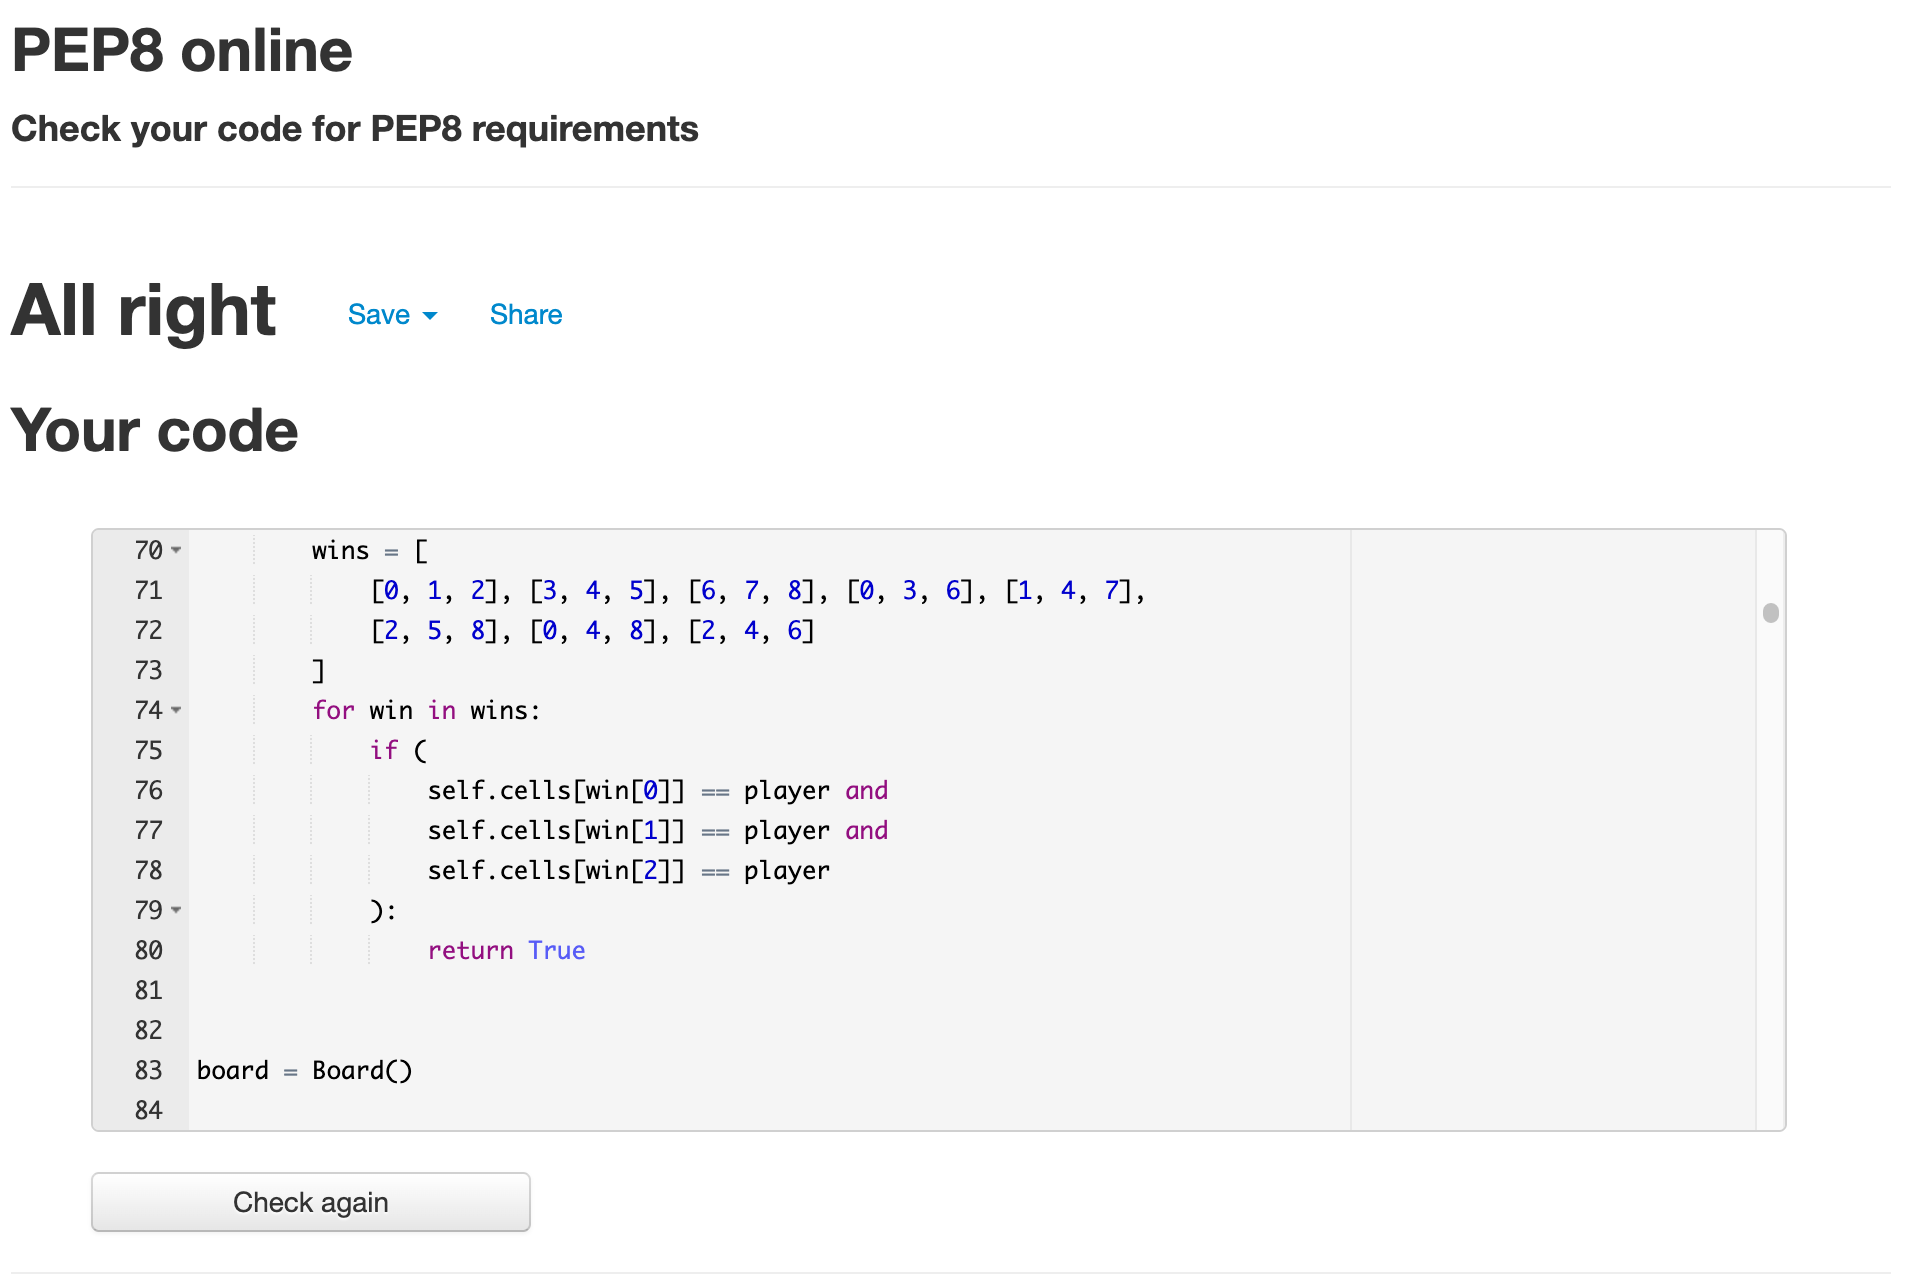 PEP8 online
Check your code for PEP8 requirements
All right Save Share
Your code
70 wins = [
71 [0, 1, 2], [3, 4, 5], [6, 7, 8], [0, 3, 6], [1, 4, 7],
72 [2, 5, 8], [0, 4, 8], [2, 4, 6]
73 ]
74 for win in wins:
75 if (
76 self.cells[win[0]] == player and
77 self.cells[win[1]] == player and
78 self.cells[win[2]] == player
79 ):
80 return True
81
82
83 board = Board()
84
Check again